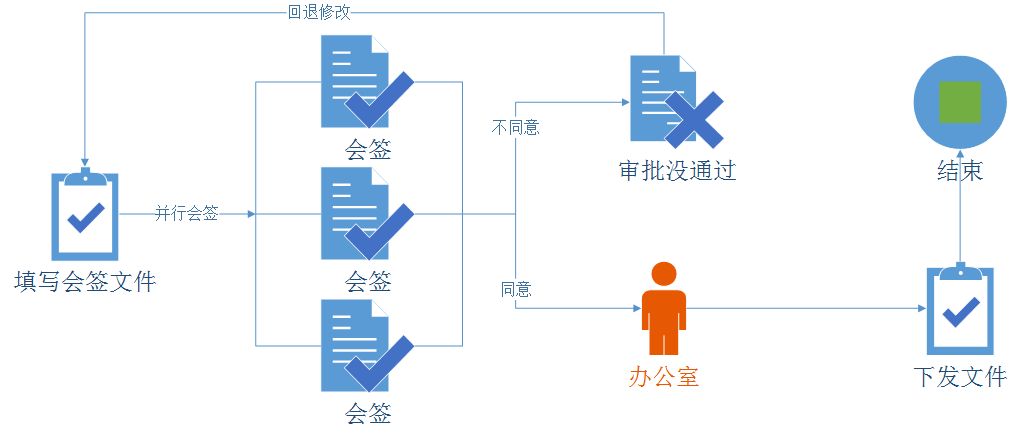 回退修改
会签
不同意
审批没通过
结束
并行会签
填写会签文件
会签
同意
办公室
下发文件
会签